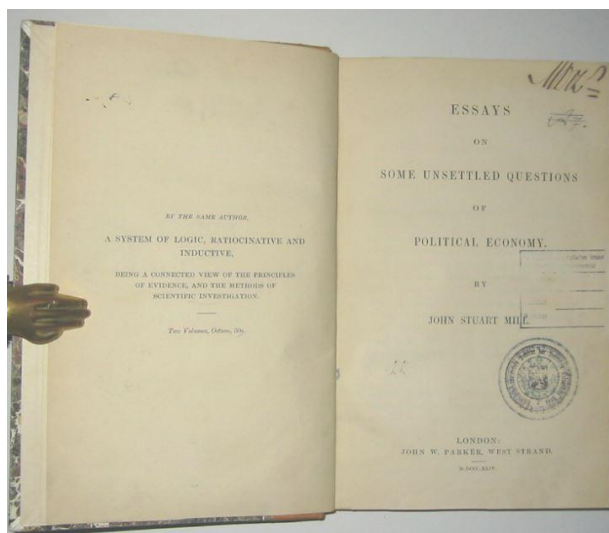 BY THE SAME AUTHOR,
A SYSTEM OF LOGIC, RATIOCINATIVE AND
INDUCTIVE,
BEING A CONNECTED VIEW OF THE PRINCIPLES
OF EVIDENCE, AND THE METHODS OF
SCIENTIFIC INVESTIGATION.
Two Volumes, Octavo,
ESSAYS
ON
SOME UNSETTLED QUESTIONS
OF
POLITICAL ECONOMY.
BY
JOHN STUART MILL.
LONDON:
JOHN W. PARKER, WEST STRAND.
M.DCCC.XLIV.